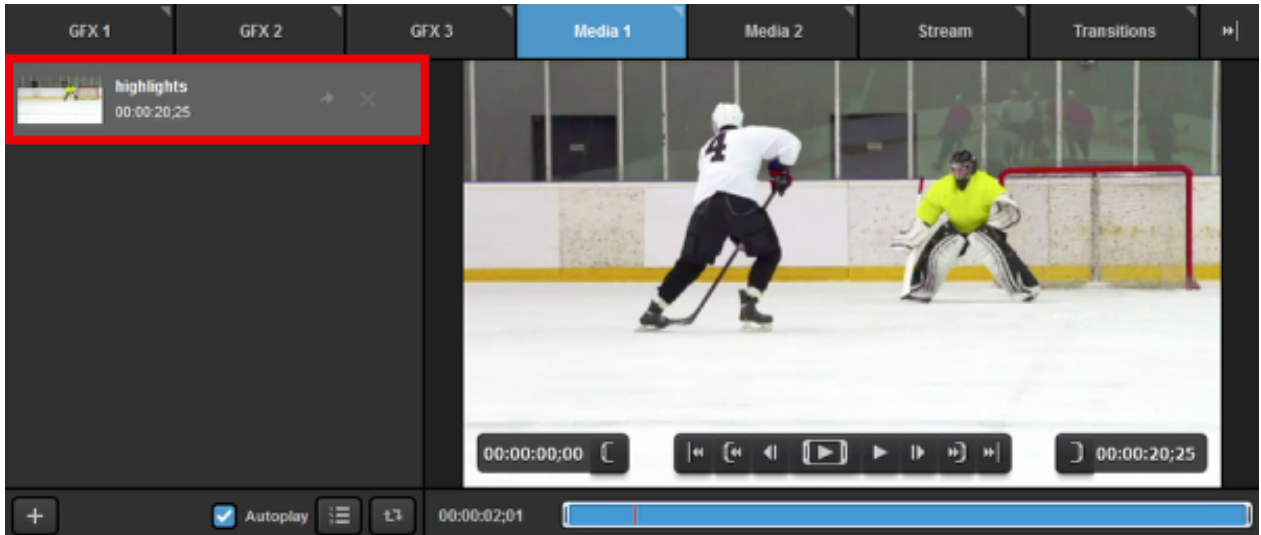 GFX 1 GFX 2 GFX 3 Media 1 Media 2 Stream Transitions
highlights
00:00:20;25
4
00:00:00;00 00:00:20;25
Autoplay 00:00:02;01